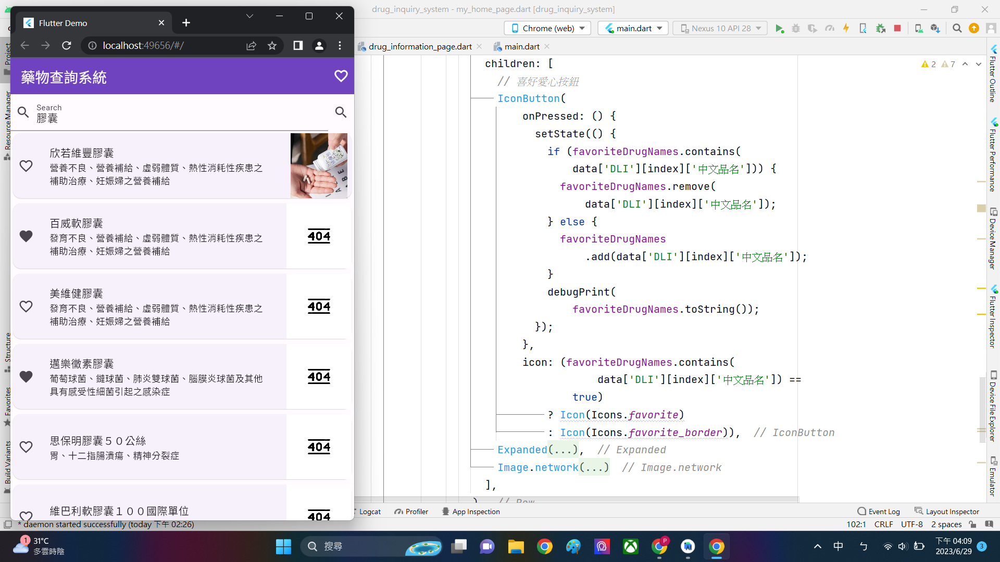 drug_inquiry_system - my_home_page.dart [drug_inquiry_system]
Flutter Demo
localhost:49656/#/
Chrome (web)
main.dart
Nexus 10 API 28
drug_information_page.dart
main.dart
Project
Resource Manager
Structure
Favorites
Build Variants
藥物查詢系統
Search
膠囊
欣若維豐膠囊
營養不良、營養補給、虛弱體質、熱性消耗性疾患之
補助治療、妊娠婦之營養補給
百威軟膠囊
發育不良、營養補給、虛弱體質、熱性消耗性疾患之
補助治療、妊娠婦之營養補給
404
美維健膠囊
發育不良、營養補給、虛弱體質、熱性消耗性疾患之
補助治療、妊娠婦之營養補給
404
邁樂黴素膠囊
葡萄球菌、鏈球菌、肺炎雙球菌、腦膜炎球菌及其他
具有感受性細菌引起之感染症
404
思保明膠囊５０公絲
胃、十二指腸潰瘍、精神分裂症
404
維巴利軟膠囊１００國際單位
404
children: [
// 喜好愛心按鈕
IconButton(
onPressed: () {
setState(() {
if (favoriteDrugNames.contains(
data['DLI'][index]['中文品名'])) {
favoriteDrugNames.remove(
data['DLI'][index]['中文品名']);
} else {
favoriteDrugNames
.add(data['DLI'][index]['中文品名']);
}
debugPrint(
favoriteDrugNames.toString());
});
},
icon: (favoriteDrugNames.contains(
data['DLI'][index]['中文品名']) ==
true)
? Icon(Icons.favorite)
: Icon(Icons.favorite_border)), // IconButton
Expanded(...), // Expanded
Image.network(...) // Image.network
],
) // Row
2 7
Flutter Outline
Flutter Performance
Device Manager
Flutter Inspector
Device File Explorer
Emulator
Logcat
Profiler
App Inspection
Event Log
Layout Inspector
* daemon started successfully (today 下午 02:26)
102:1 CRLF UTF-8 2 spaces
1
31°C
多雲時陰
搜尋
P
中
ㄅ
下午 04:09
2023/6/29
3